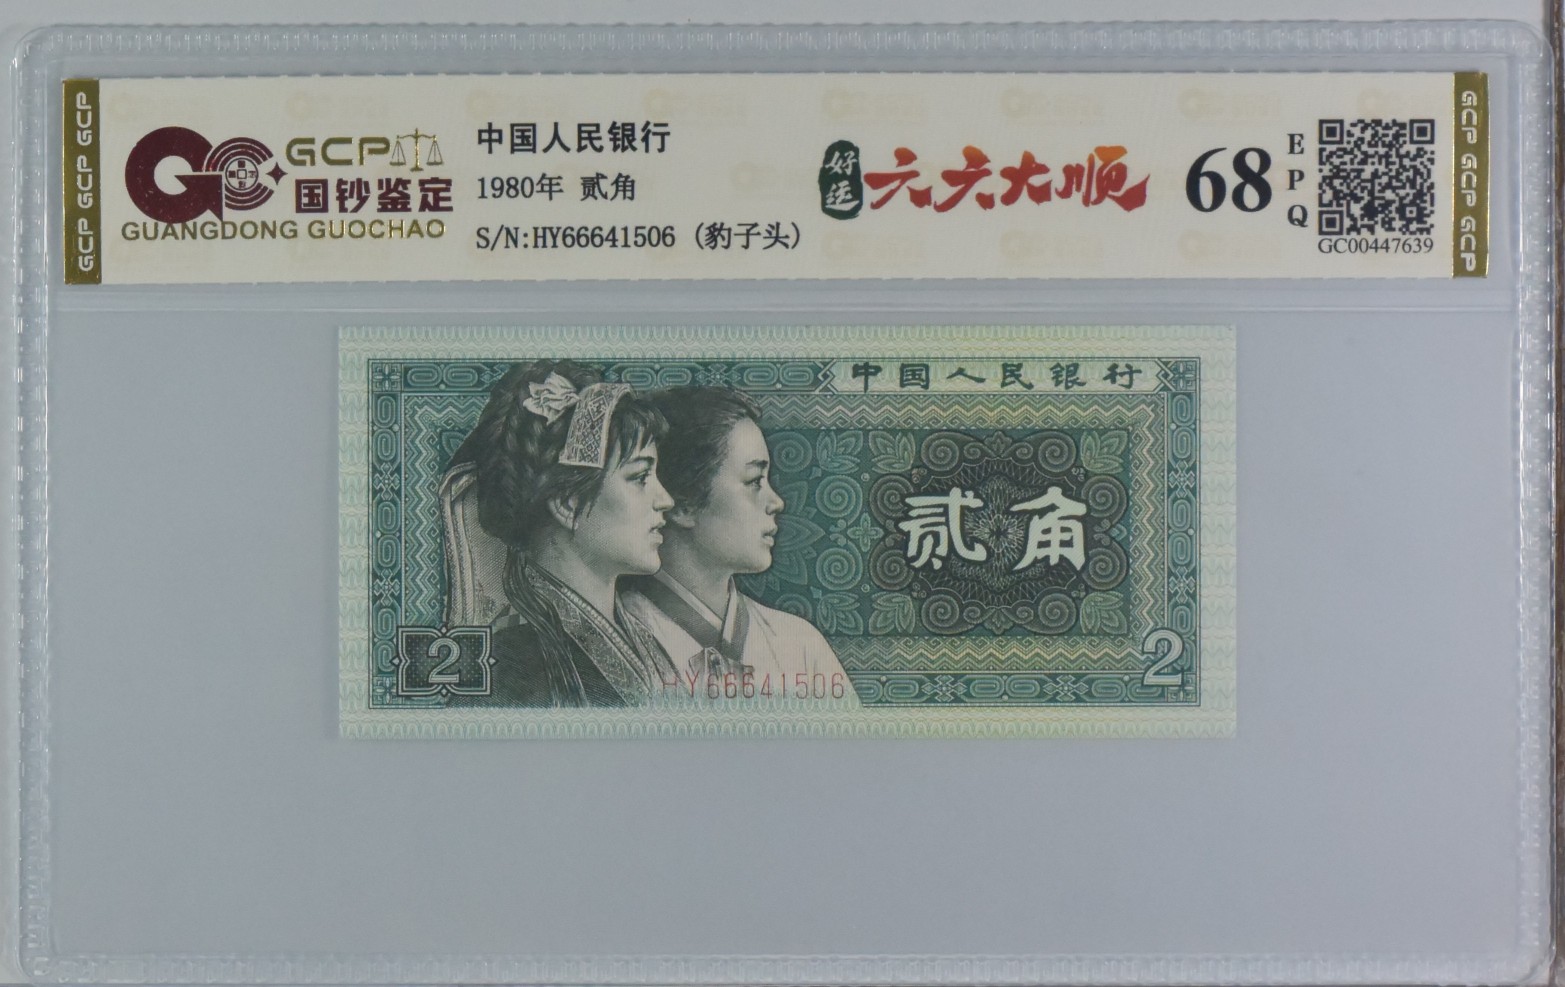 GCP GCP GCP
GCP
国钞鉴定
GUANGDONG GUOCHAO
中国人民银行
1980年 贰角
S/N:HY66641506 (豹子头)
好运
六六大顺
68
EPQ
GC00447639
GCP GCP GCP
中国人民银行
贰角
2
2
HY66641506